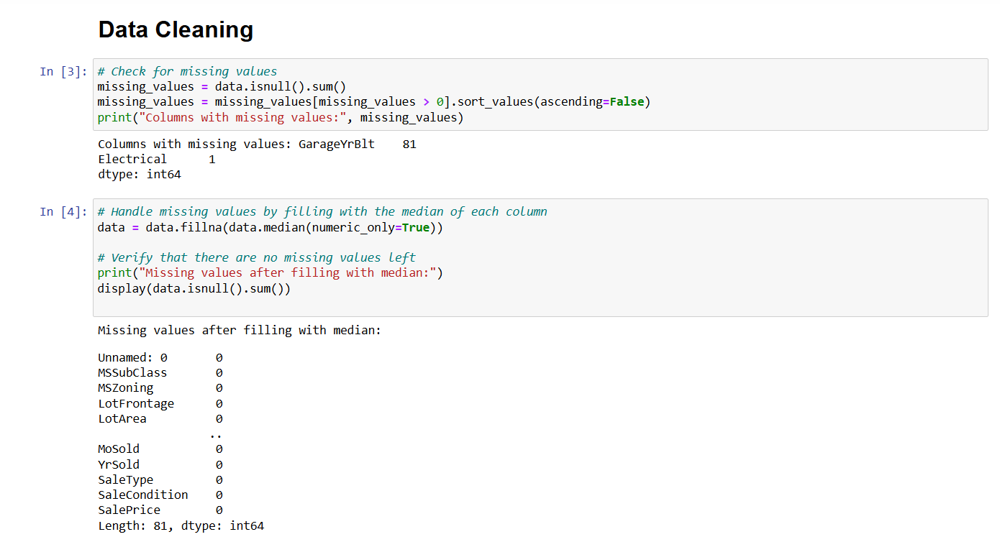 Data Cleaning
In [3]: # Check for missing values
missing_values = data.isnull().sum()
missing_values = missing_values[missing_values > 0].sort_values(ascending=False)
print("Columns with missing values:", missing_values)
Columns with missing values: GarageYrBlt    81
Electrical      1
dtype: int64
In [4]: # Handle missing values by filling with the median of each column
data = data.fillna(data.median(numeric_only=True))
# Verify that there are no missing values left
print("Missing values after filling with median:")
display(data.isnull().sum())
Missing values after filling with median:
Unnamed: 0       0
MSSubClass       0
MSZoning         0
LotFrontage      0
LotArea          0
..
MoSold           0
YrSold           0
SaleType         0
SaleCondition    0
SalePrice        0
Length: 81, dtype: int64